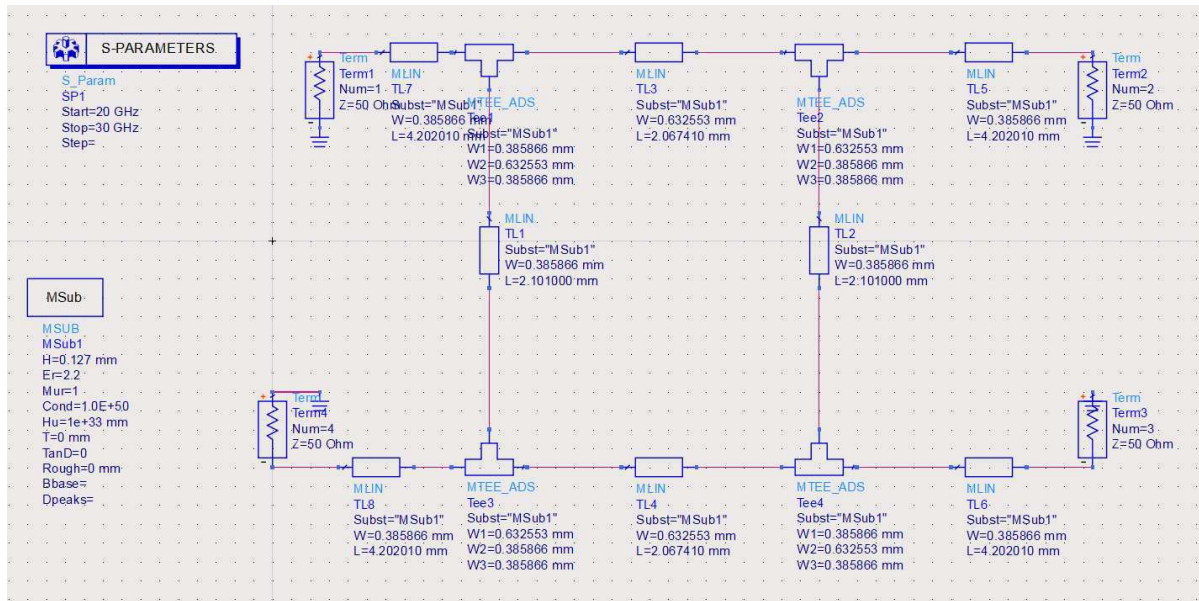 S-PARAMETERS
S_Param
SP1
Start=20 GHz
Stop=30 GHz
Step=
Term
Term1
Num=1
Z=50 Ohm
MLIN
TL7
Subst="MSub1"
W=0.385866 mm
L=4.202010 mm
MTEE_ADS
Tee1
Subst="MSub1"
W1=0.385866 mm
W2=0.632553 mm
W3=0.385866 mm
MLIN
TL3
Subst="MSub1"
W=0.632553 mm
L=2.067410 mm
MTEE_ADS
Tee2
Subst="MSub1"
W1=0.632553 mm
W2=0.385866 mm
W3=0.385866 mm
MLIN
TL5
Subst="MSub1"
W=0.385866 mm
L=4.202010 mm
Term
Term2
Num=2
Z=50 Ohm
MLIN
TL1
Subst="MSub1"
W=0.385866 mm
L=2.101000 mm
MLIN
TL2
Subst="MSub1"
W=0.385866 mm
L=2.101000 mm
MSub
MSUB
MSub1
H=0.127 mm
Er=2.2
Mur=1
Cond=1.0E+50
Hu=1e+33 mm
T=0 mm
TanD=0
Rough=0 mm
Bbase=
Dpeaks=
Term
Term4
Num=4
Z=50 Ohm
MLIN
TL8
Subst="MSub1"
W=0.385866 mm
L=4.202010 mm
MTEE_ADS
Tee3
Subst="MSub1"
W1=0.632553 mm
W2=0.385866 mm
W3=0.385866 mm
MLIN
TL4
Subst="MSub1"
W=0.632553 mm
L=2.067410 mm
MTEE_ADS
Tee4
Subst="MSub1"
W1=0.385866 mm
W2=0.632553 mm
W3=0.385866 mm
MLIN
TL6
Subst="MSub1"
W=0.385866 mm
L=4.202010 mm
Term
Term3
Num=3
Z=50 Ohm